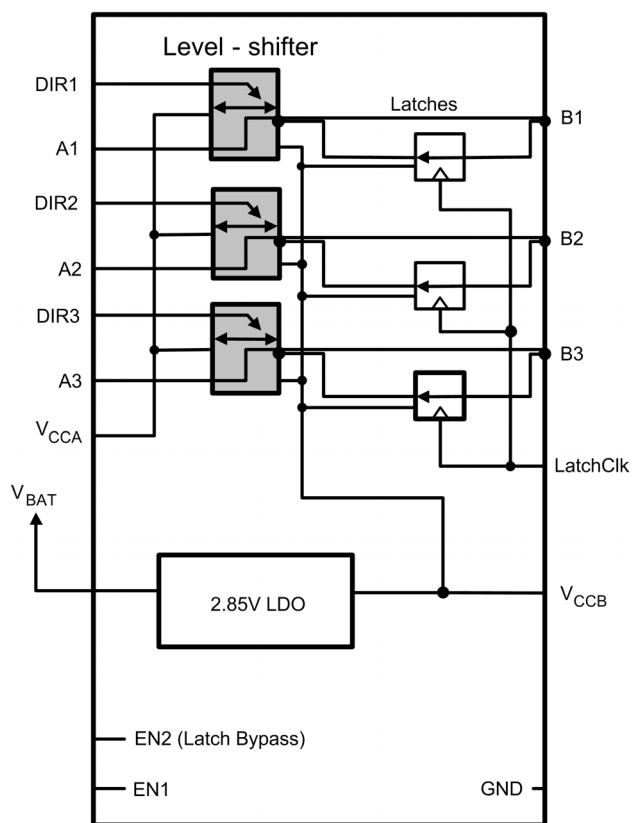 Level - shifter
DIR1
Latches
B1
A1
DIR2
B2
A2
DIR3
B3
A3
VCCA
LatchClk
VBAT
2.85V LDO
VCCB
EN2 (Latch Bypass)
EN1
GND